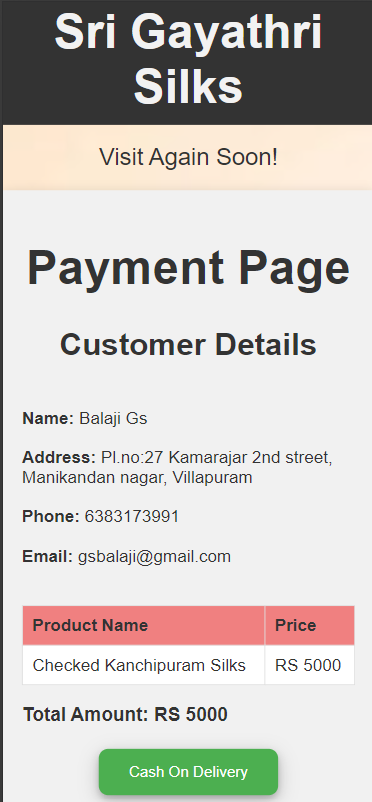 Sri Gayathri
Silks
Visit Again Soon!
Payment Page
Customer Details
Name: Balaji Gs
Address: Pl.no:27 Kamarajar 2nd street,
Manikandan nagar, Villapuram
Phone: 6383173991
Email: gsbalaji@gmail.com
Product Name Price
Checked Kanchipuram Silks RS 5000
Total Amount: RS 5000
Cash On Delivery